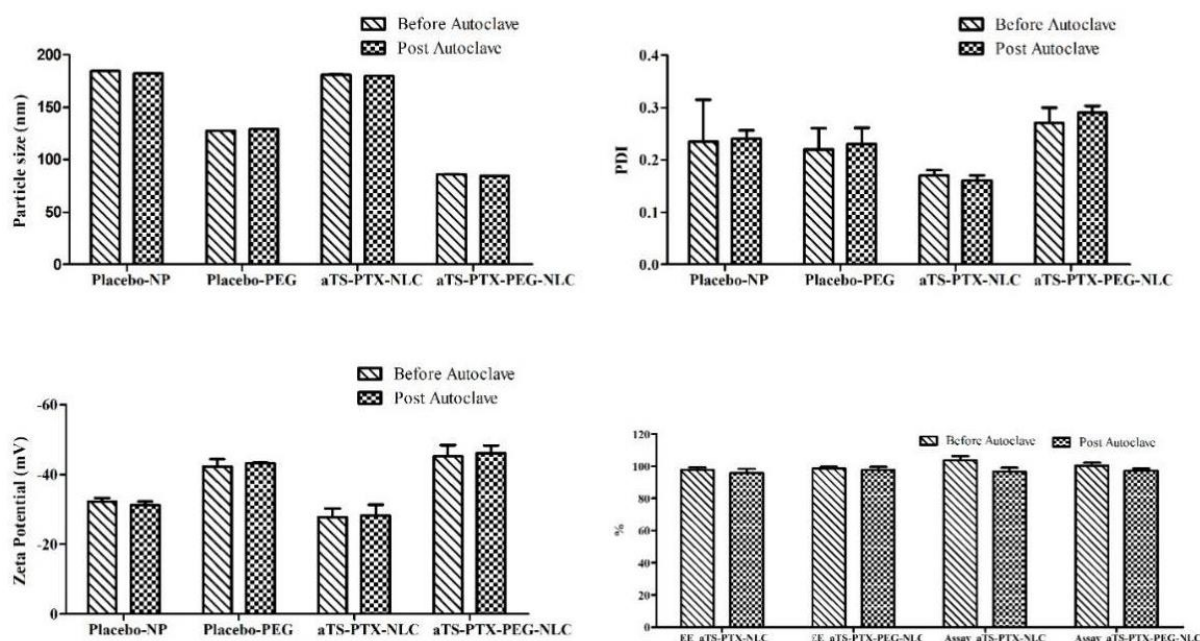 Before Autoclave
Post Autoclave
Particle size (nm)
200
150
100
50
0
Placebo-NP Placebo-PEG aTS-PTX-NLC aTS-PTX-PEG-NLC
Before Autoclave
Post Autoclave
PDI
0.4
0.3
0.2
0.1
0.0
Placebo-NP Placebo-PEG aTS-PTX-NLC aTS-PTX-PEG-NLC
Before Autoclave
Post Autoclave
Zeta Potential (mV)
-60
-40
-20
0
Placebo-NP Placebo-PEG aTS-PTX-NLC aTS-PTX-PEG-NLC
Before Autoclave Post Autoclave
%
120
100
80
60
40
20
0
EE aTS-PTX-NLC EE aTS-PTX-PEG-NLC Assay aTS-PTX-NLC Assay aTS-PTX-PEG-NLC